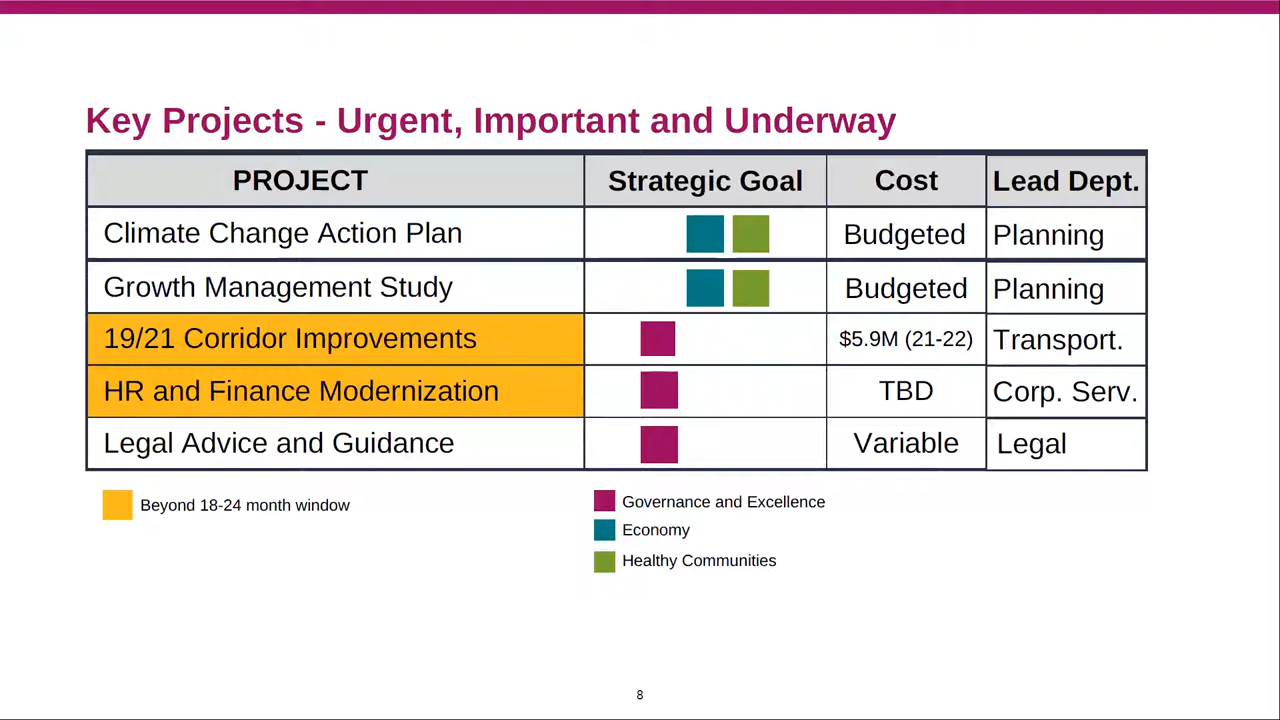 Key Projects - Urgent, Important and Underway
PROJECT Strategic Goal Cost Lead Dept.
Climate Change Action Plan Budgeted Planning
Growth Management Study Budgeted Planning
19/21 Corridor Improvements $5.9M (21-22) Transport.
HR and Finance Modernization TBD Corp. Serv.
Legal Advice and Guidance Variable Legal
Beyond 18-24 month window
Governance and Excellence
Economy
Healthy Communities
8